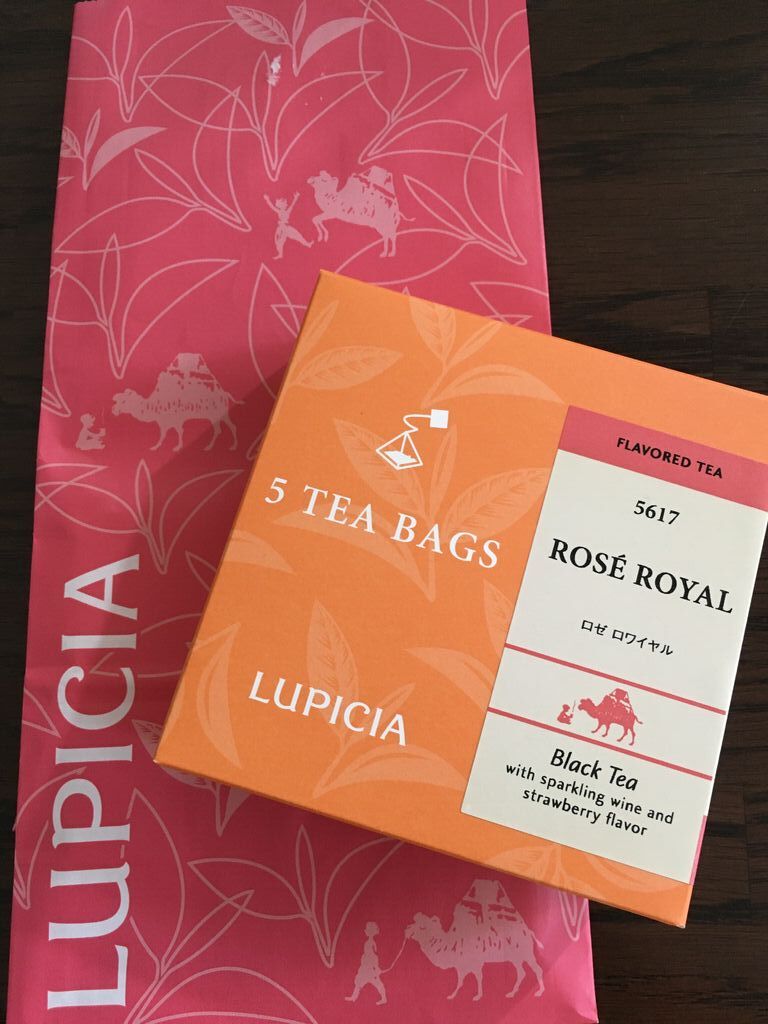 LUPICIA
5 TEA BAGS
LUPICIA
FLAVORED TEA
5617
ROSÉ ROYAL
ロゼ ロワイヤル
Black Tea
with sparkling wine and
strawberry flavor